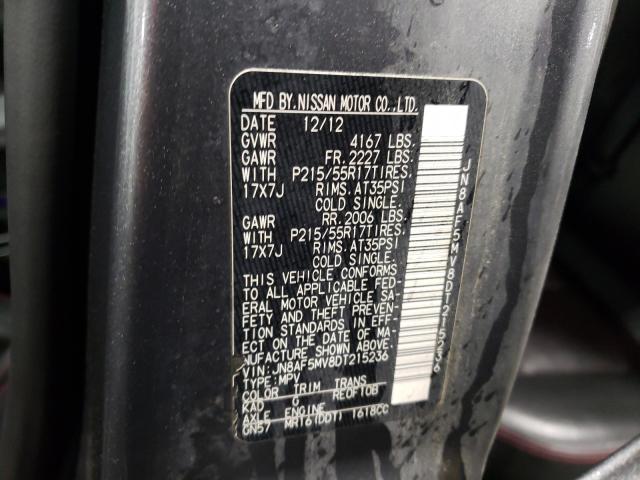 MFD BY.NISSAN MOTOR CO.,LTD.
DATE 12/12
GVWR 4167 LBS.
GAWR FR.2227 LBS.
WITH P215/55R17TIRES.
17X7J RIMS.AT35PSI
COLD SINGLE.
GAWR RR.2006 LBS.
WITH P215/55R17TIRES.
17X7J RIMS.AT35PSI
COLD SINGLE.
THIS VEHICLE CONFORMS
TO ALL APPLICABLE FED-
ERAL MOTOR VEHICLE SA-
FETY AND THEFT PREVEN-
TION STANDARDS IN EFF-
ECT ON THE DATE OF MA-
NUFACTURE SHOWN ABOVE.
VIN:JN8AF5MV8DT215236
TYPE:MPV
COLOR TRIM TRANS
KAD G RE0F10B
AXLE ENGINE
GN57 MR16(DDT) 1618CC
JN8AF5MV8DT215236